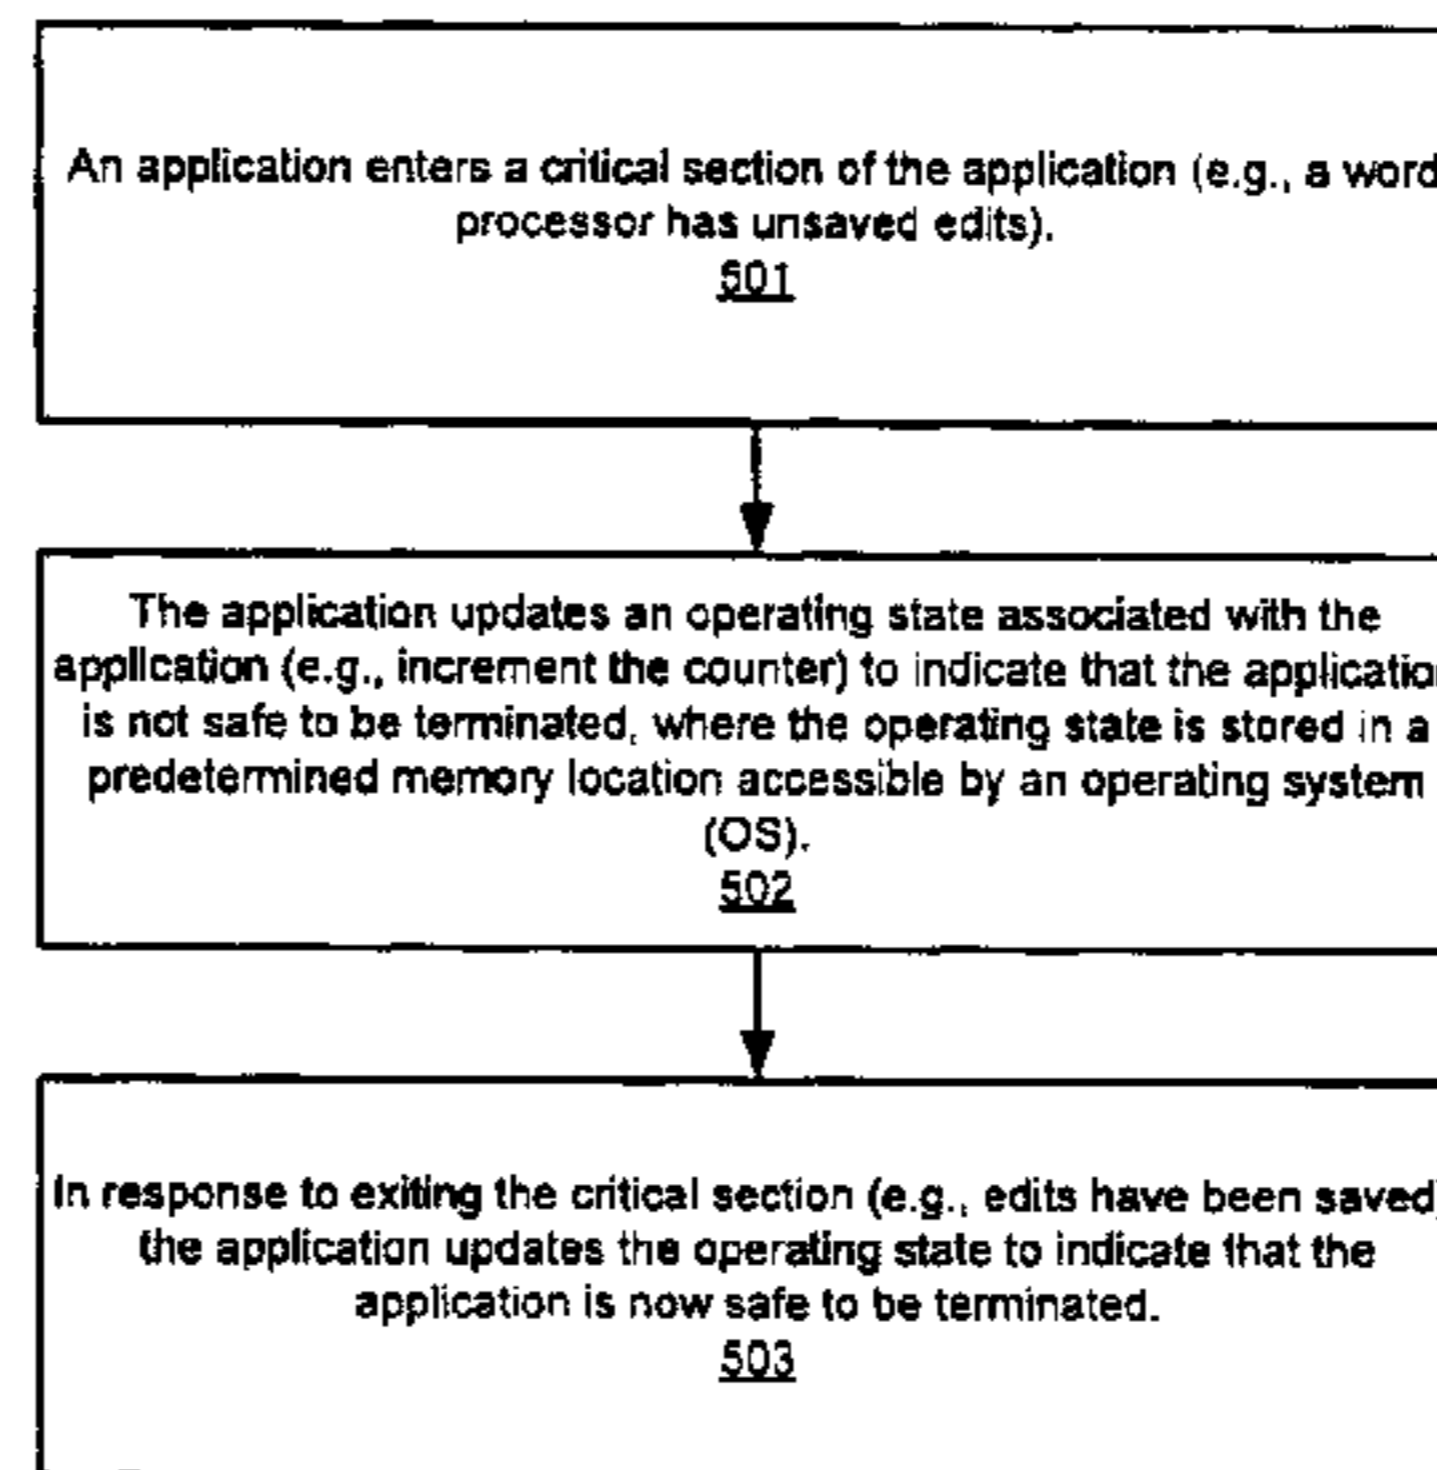 An application enters a critical section of the application (e.g., a word
processor has unsaved edits).
501
The application updates an operating state associated with the
application (e.g., increment the counter) to indicate that the application
is not safe to be terminated, where the operating state is stored in a
predetermined memory location accessible by an operating system
(OS).
502
In response to exiting the critical section (e.g., edits have been saved)
the application updates the operating state to indicate that the
application is now safe to be terminated.
503